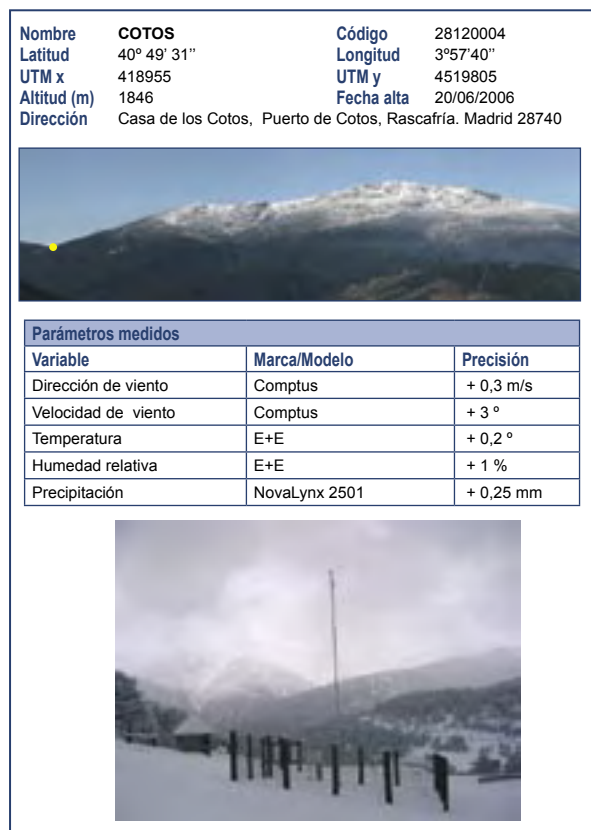 Nombre COTOS Código 28120004
Latitud 40º 49’ 31’’ Longitud 3º57’40’’
UTM x 418955 UTM y 4519805
Altitud (m) 1846 Fecha alta 20/06/2006
Dirección Casa de los Cotos, Puerto de Cotos, Rascafría. Madrid 28740
Parámetros medidos
Variable Marca/Modelo Precisión
Dirección de viento Comptus + 0,3 m/s
Velocidad de viento Comptus + 3 º
Temperatura E+E + 0,2 º
Humedad relativa E+E + 1 %
Precipitación NovaLynx 2501 + 0,25 mm